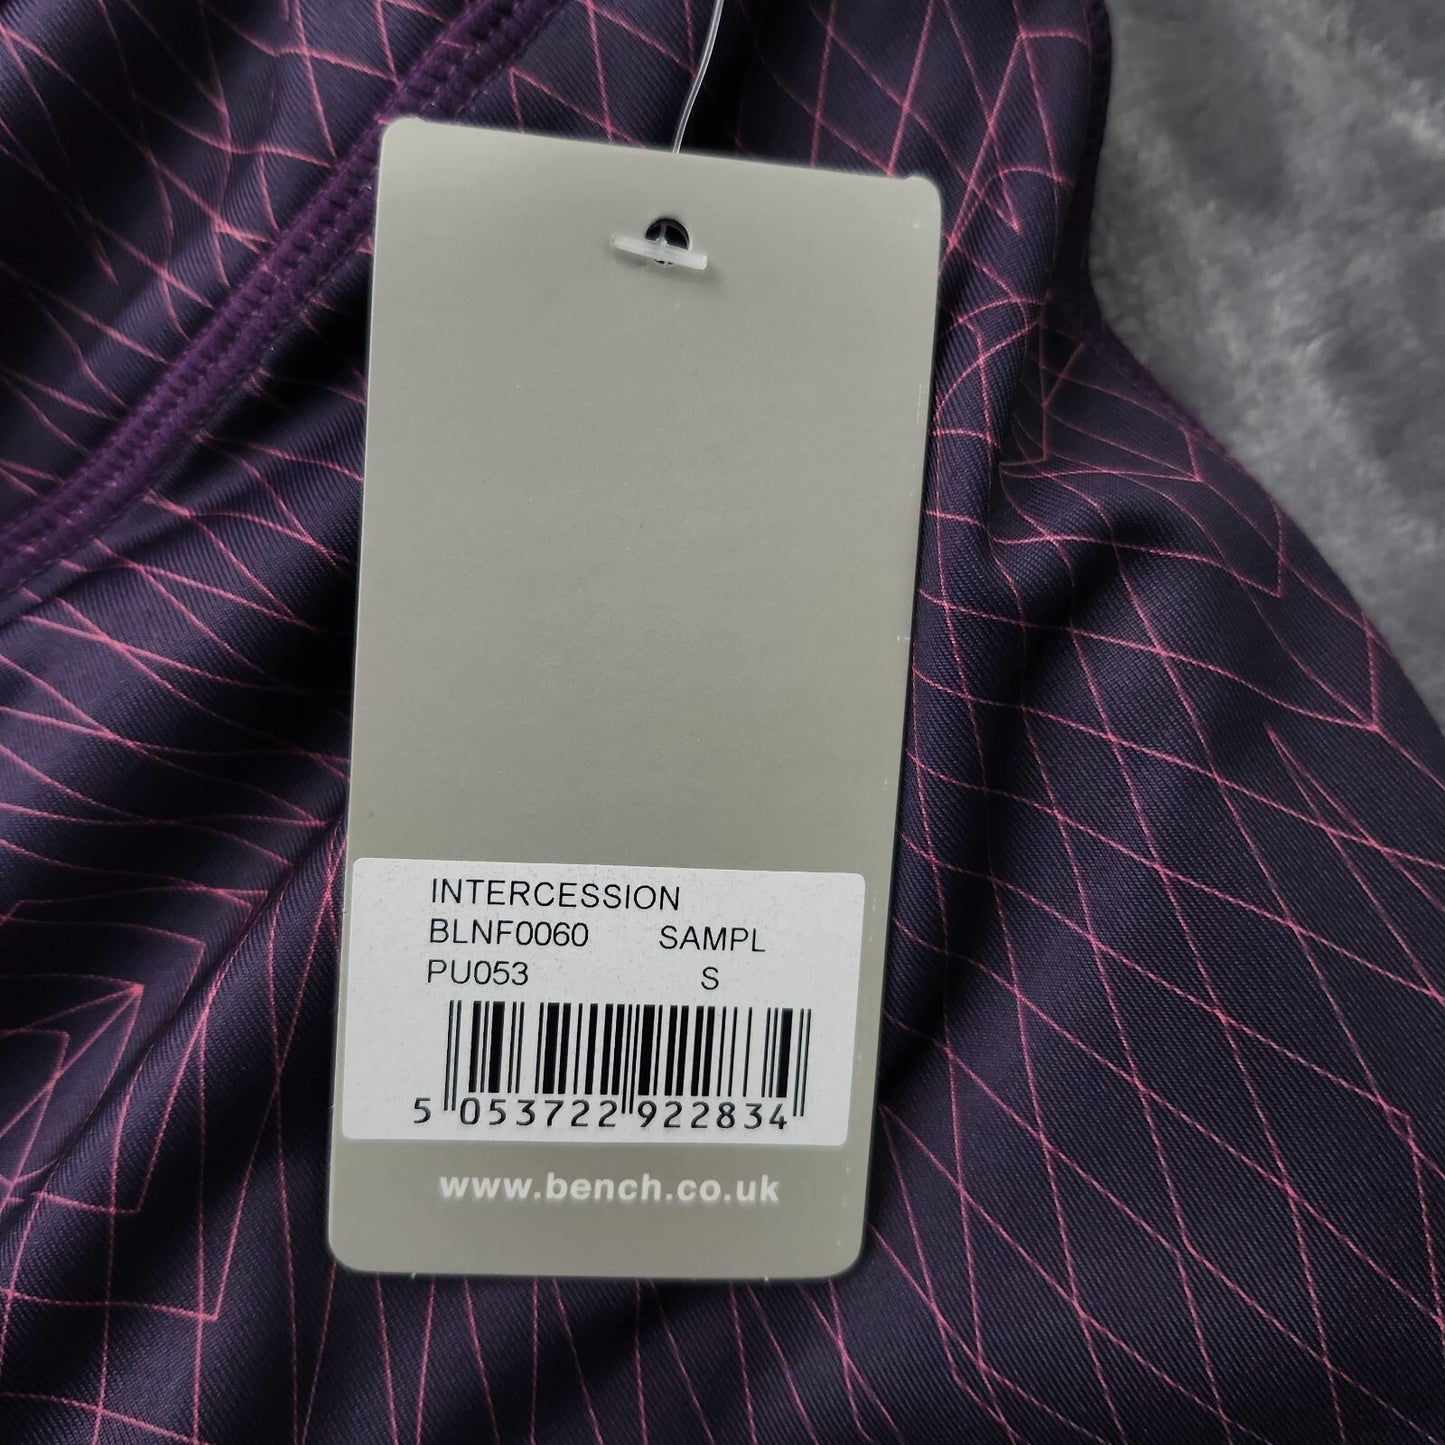 INTERCESSION
BLNF0060 SAMPL
PU053 S
5 053722 922834
www.bench.co.uk